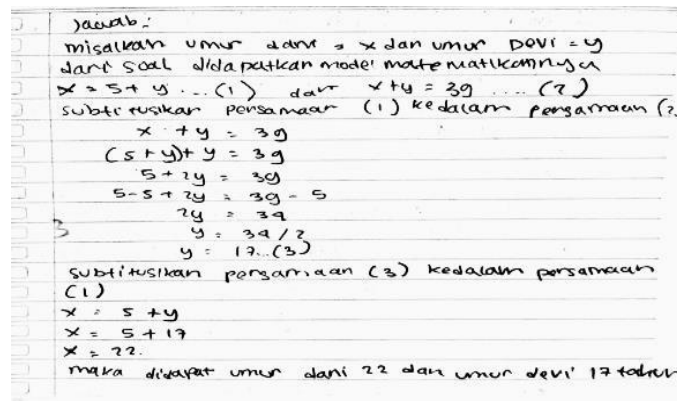 Jawab :
misalkan umur dani = x dan umur Devi = y
dari soal didapatkan model matematikannya
x = 5 + y ... (1) dan x + y = 39 .... (2)
subtitusikan persamaan (1) kedalam persamaan (2
x + y = 39
(5 + y) + y = 39
5 + 2y = 39
5 - 5 + 2y = 39 - 5
2y = 34
3
y = 34 / 2
y = 17...(3)
subtitusikan persamaan (3) kedalam persamaan
(1)
x = 5 + y
x = 5 + 17
x = 22.
maka didapat umur dani 22 dan umur devi 17 tahun